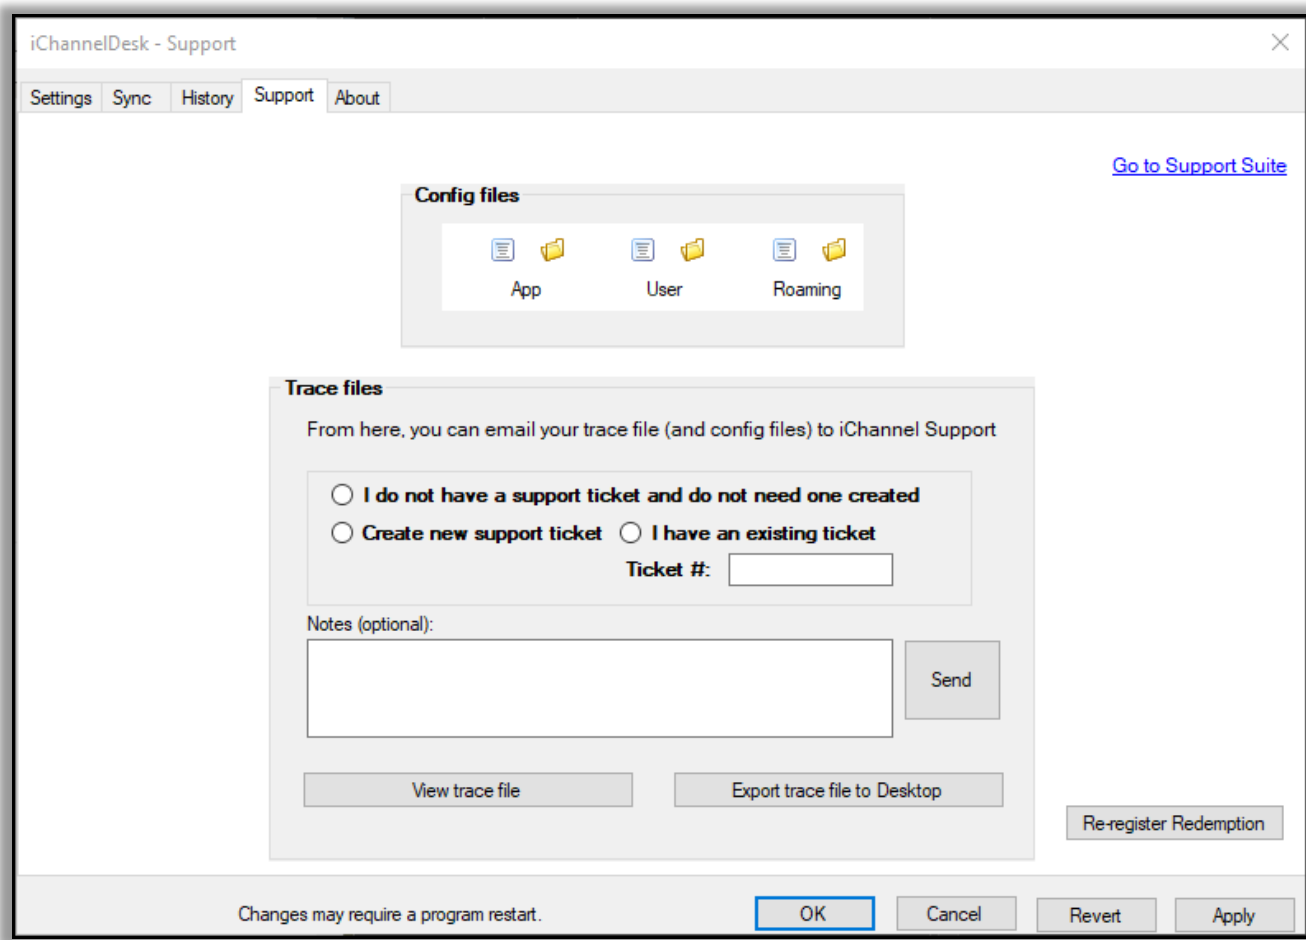 iChannelDesk - Support
Settings Sync History Support About
Go to Support Suite
Config files
App User Roaming
Trace files
From here, you can email your trace file (and config files) to iChannel Support
I do not have a support ticket and do not need one created
Create new support ticket I have an existing ticket
Ticket #:
Notes (optional):
Send
View trace file Export trace file to Desktop
Re-register Redemption
Changes may require a program restart. OK Cancel Revert Apply